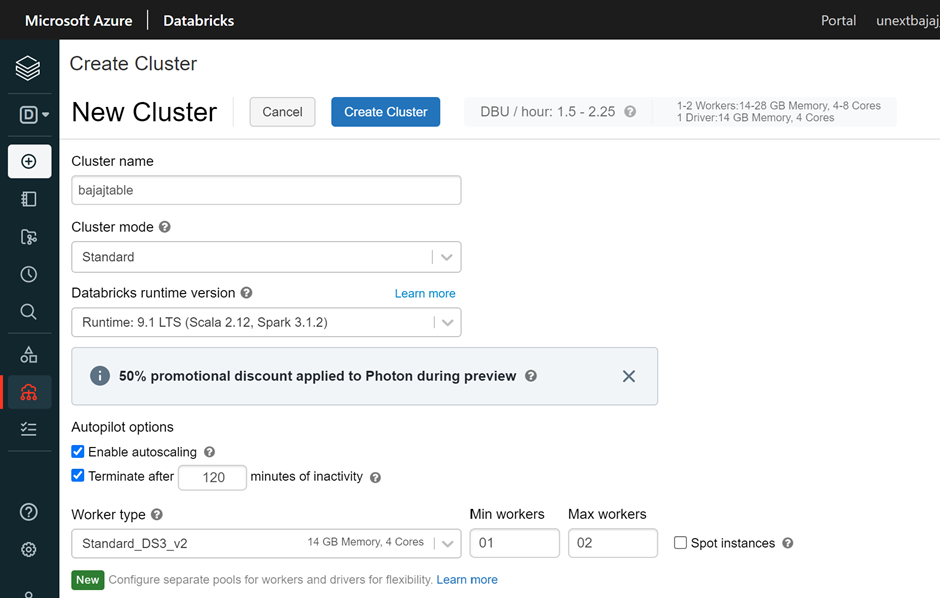 Microsoft Azure Databricks Portal unextbajaj
Create Cluster
D
New Cluster Cancel Create Cluster DBU / hour: 1.5 - 2.25 ? 1-2 Workers:14-28 GB Memory, 4-8 Cores
1 Driver:14 GB Memory, 4 Cores
Cluster name
bajajtable
Cluster mode ?
Standard
Databricks runtime version ? Learn more
Runtime: 9.1 LTS (Scala 2.12, Spark 3.1.2)
50% promotional discount applied to Photon during preview ?
Autopilot options
Enable autoscaling ?
Terminate after 120 minutes of inactivity ?
Worker type ? Min workers Max workers
Standard_DS3_v2 14 GB Memory, 4 Cores 01 02 Spot instances ?
New Configure separate pools for workers and drivers for flexibility. Learn more